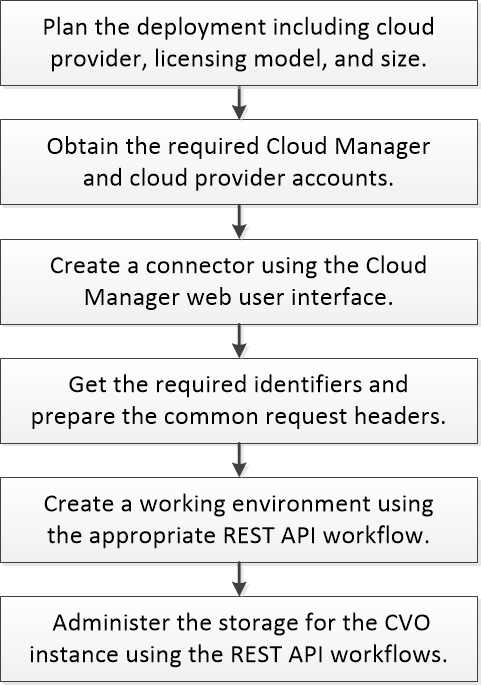 Plan the deployment including cloud
provider, licensing model, and size.
Obtain the required Cloud Manager
and cloud provider accounts.
Create a connector using the Cloud
Manager web user interface.
Get the required identifiers and
prepare the common request headers.
Create a working environment using
the appropriate REST API workflow.
Administer the storage for the CVO
instance using the REST API workflows.